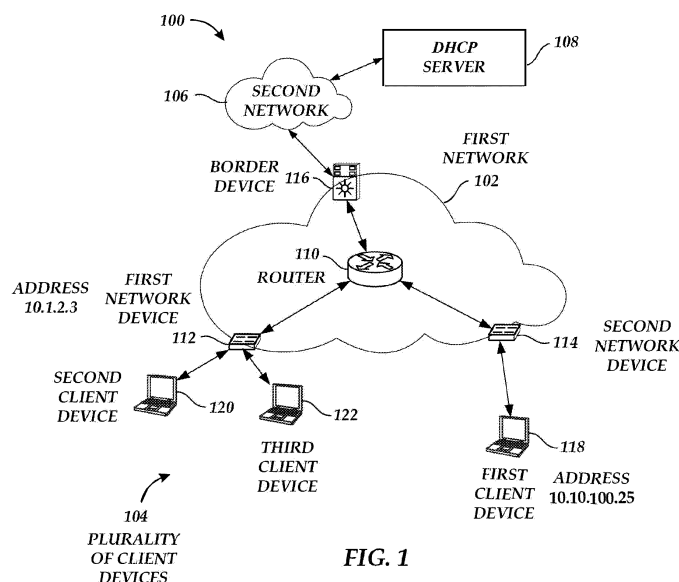 100
DHCP
SERVER
108
SECOND
NETWORK
106
FIRST
NETWORK
102
BORDER
DEVICE
116
110
ROUTER
ADDRESS
10.1.2.3
FIRST
NETWORK
DEVICE
112
114
SECOND
NETWORK
DEVICE
SECOND
CLIENT
DEVICE
120
122
THIRD
CLIENT
DEVICE
118
FIRST
CLIENT
DEVICE
ADDRESS
10.10.100.25
104
PLURALITY
OF CLIENT
DEVICES
FIG. 1